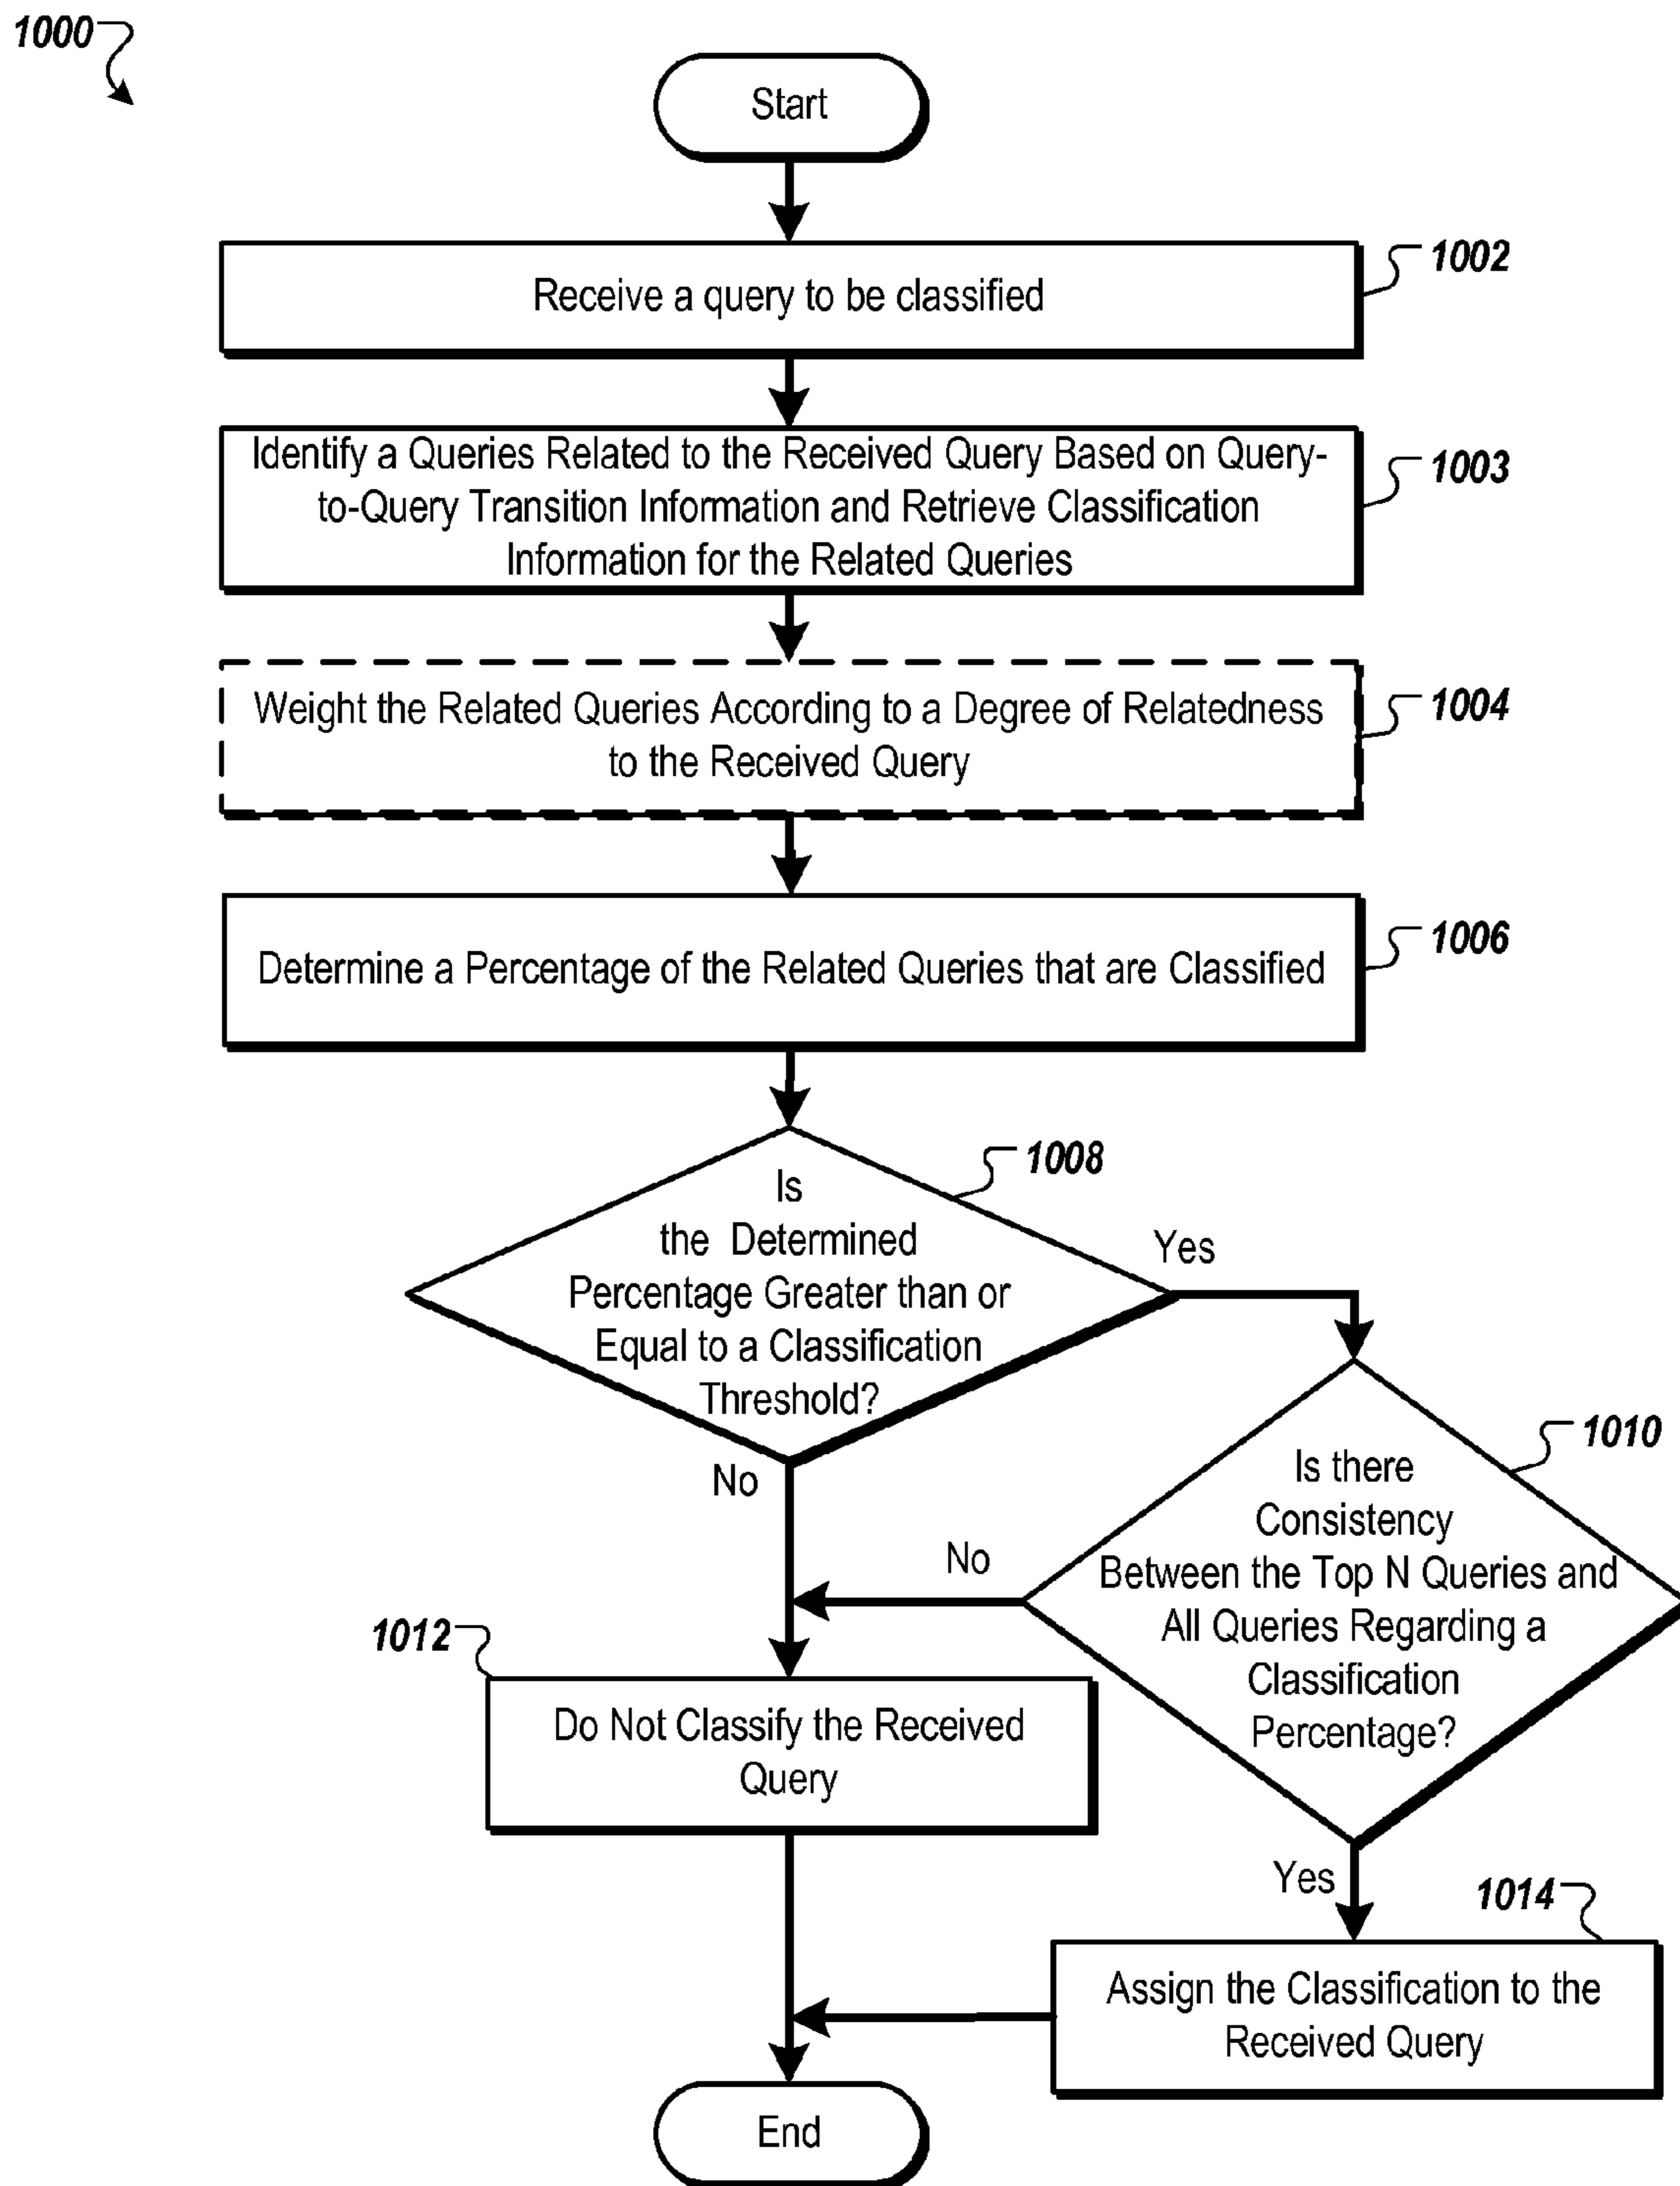 1000
Start
Receive a query to be classified
1002
Identify a Queries Related to the Received Query Based on Query-
to-Query Transition Information and Retrieve Classification
Information for the Related Queries
1003
Weight the Related Queries According to a Degree of Relatedness
to the Received Query
1004
Determine a Percentage of the Related Queries that are Classified
1006
Is
the Determined
Percentage Greater than or
Equal to a Classification
Threshold?
1008
Yes
No
Is there
Consistency
Between the Top N Queries and
All Queries Regarding a
Classification
Percentage?
1010
No
Yes
1012
Do Not Classify the Received
Query
1014
Assign the Classification to the
Received Query
End